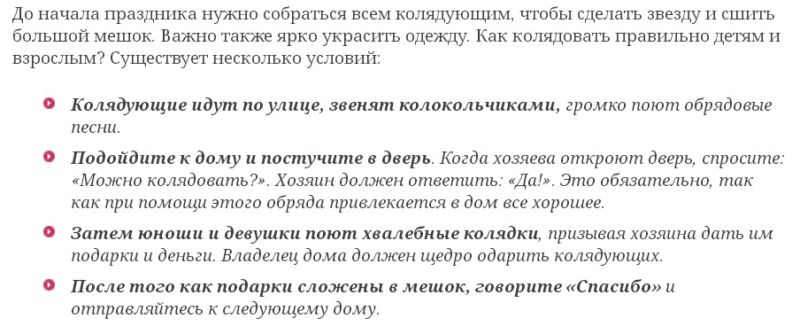 До начала праздника нужно собраться всем колядующим, чтобы сделать звезду и сшить
большой мешок. Важно также ярко украсить одежду. Как колядовать правильно детям и
взрослым? Существует несколько условий:
Колядующие идут по улице, звенят колокольчиками, громко поют обрядовые
песни.
Подойдите к дому и постучите в дверь. Когда хозяева откроют дверь, спросите:
«Можно колядовать?». Хозяин должен ответить: «Да!». Это обязательно, так
как при помощи этого обряда привлекается в дом все хорошее.
Затем юноши и девушки поют хвалебные колядки, призывая хозяина дать им
подарки и деньги. Владелец дома должен щедро одарить колядующих.
После того как подарки сложены в мешок, говорите «Спасибо» и
отправляйтесь к следующему дому.